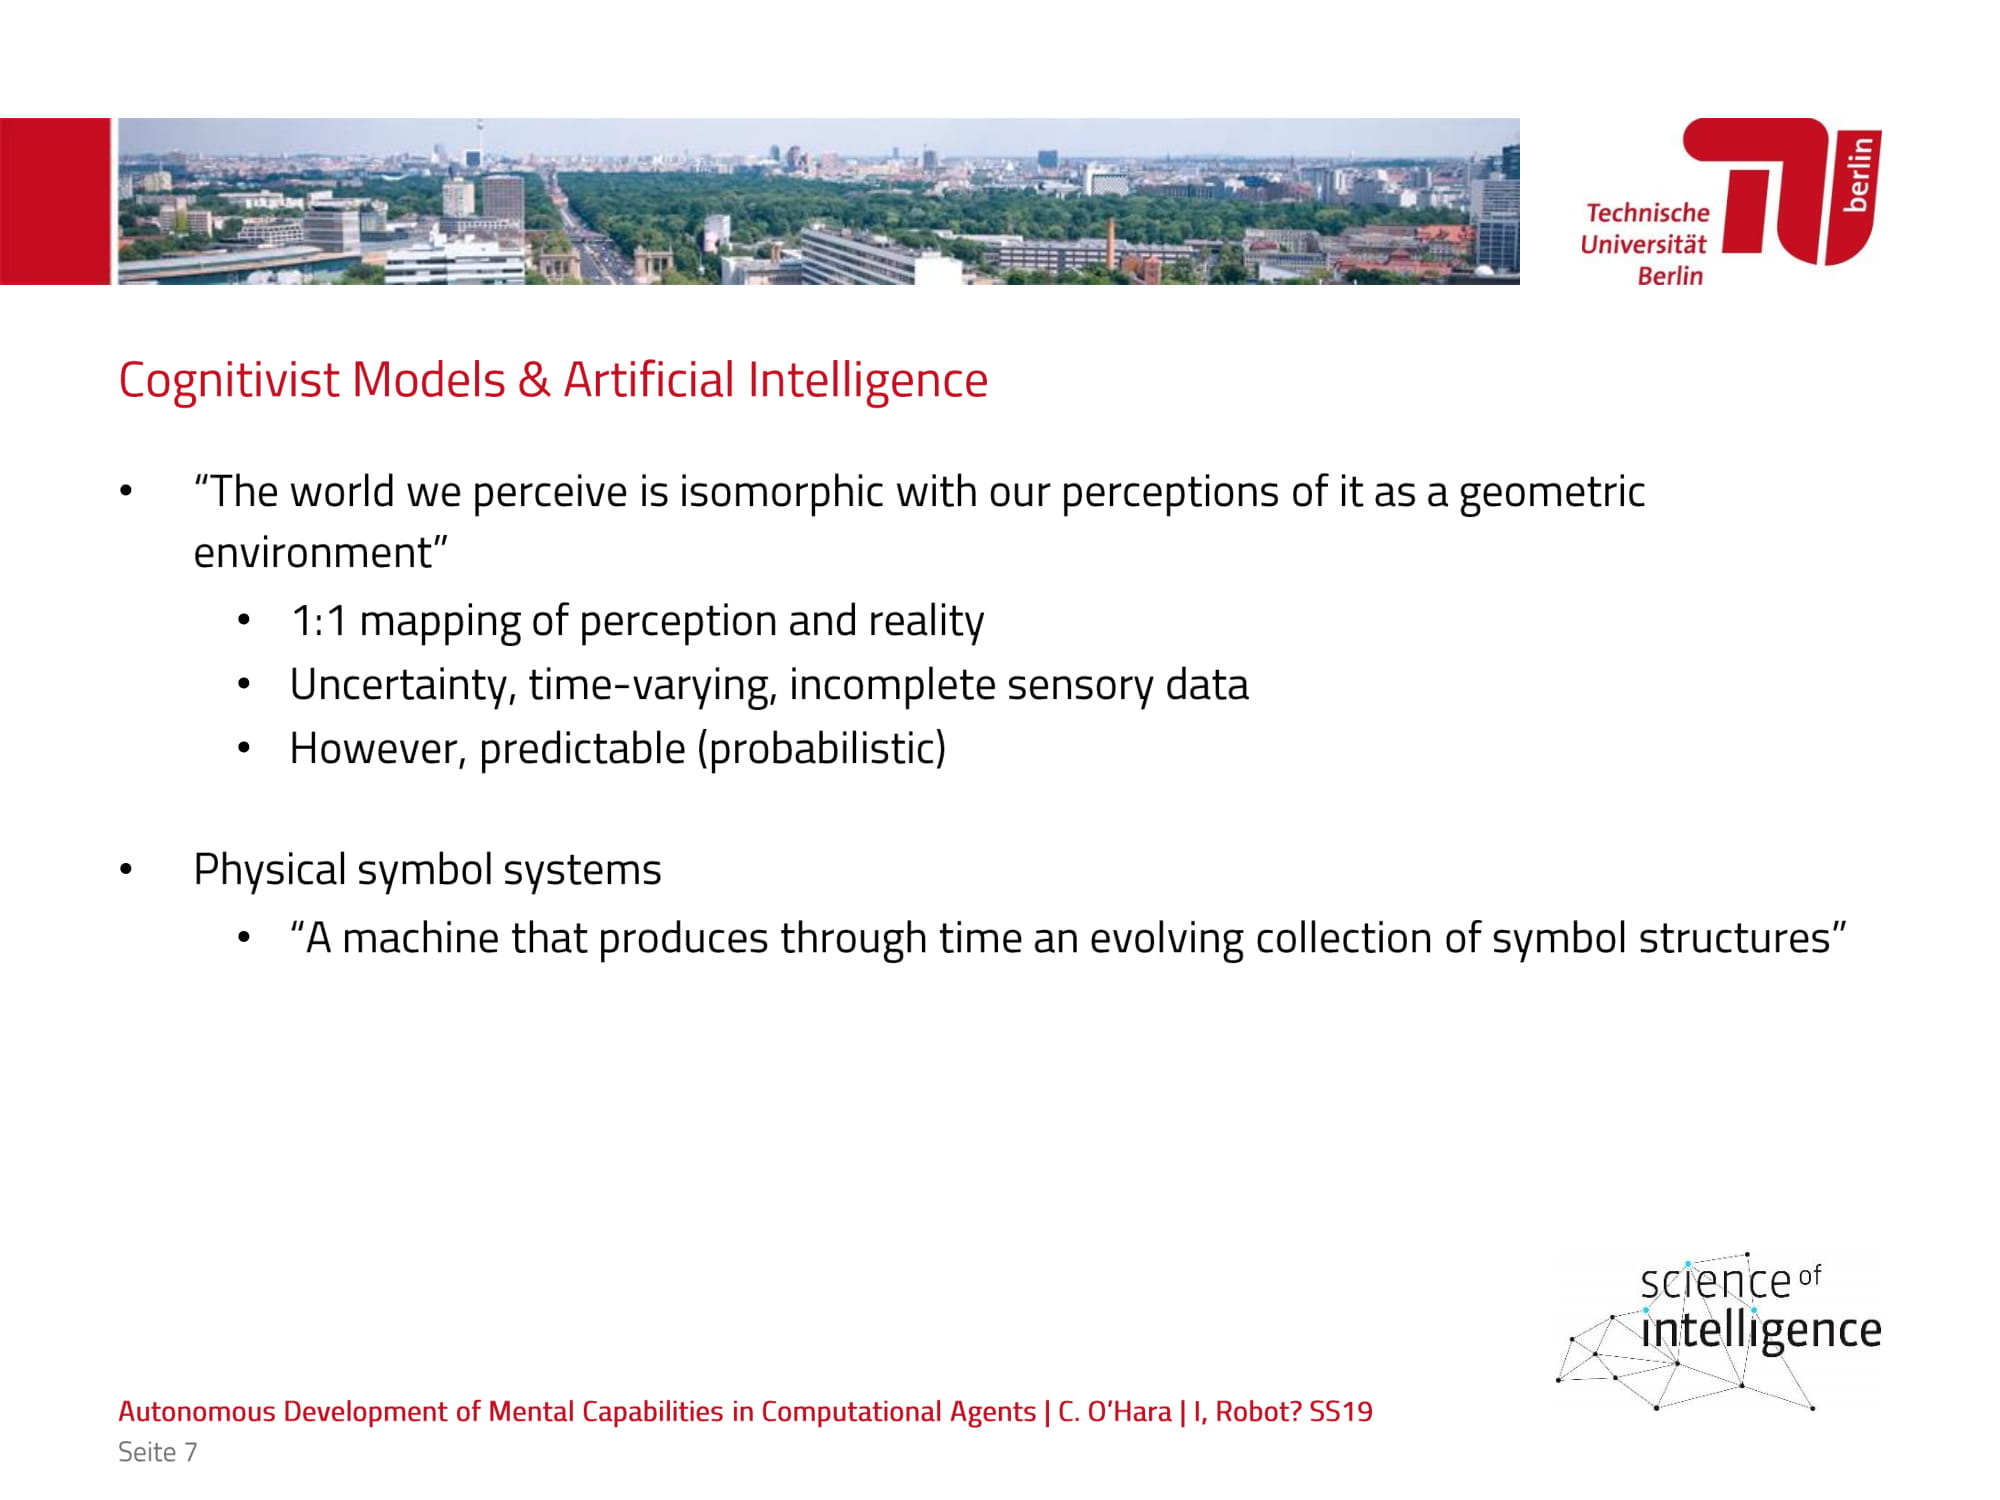 berlin
Technische
Universität
Berlin
Cognitivist Models & Artificial Intelligence
• “The world we perceive is isomorphic with our perceptions of it as a geometric
environment”
• 1:1 mapping of perception and reality
• Uncertainty, time-varying, incomplete sensory data
• However, predictable (probabilistic)
• Physical symbol systems
• “A machine that produces through time an evolving collection of symbol structures”
science of
intelligence
Autonomous Development of Mental Capabilities in Computational Agents | C. O’Hara | I, Robot? SS19
Seite 7